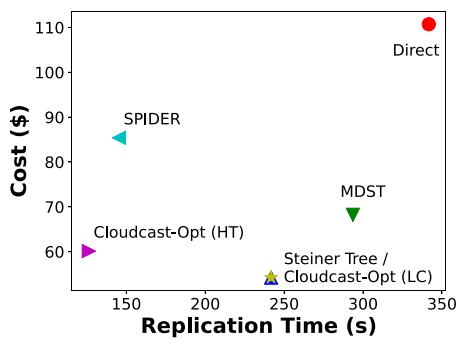 110
Direct
100
90
SPIDER
80
MDST
70
Cloudcast-Opt (HT)
60
Steiner Tree /
Cloudcast-Opt (LC)
Cost ($)
150 200 250 300 350
Replication Time (s)